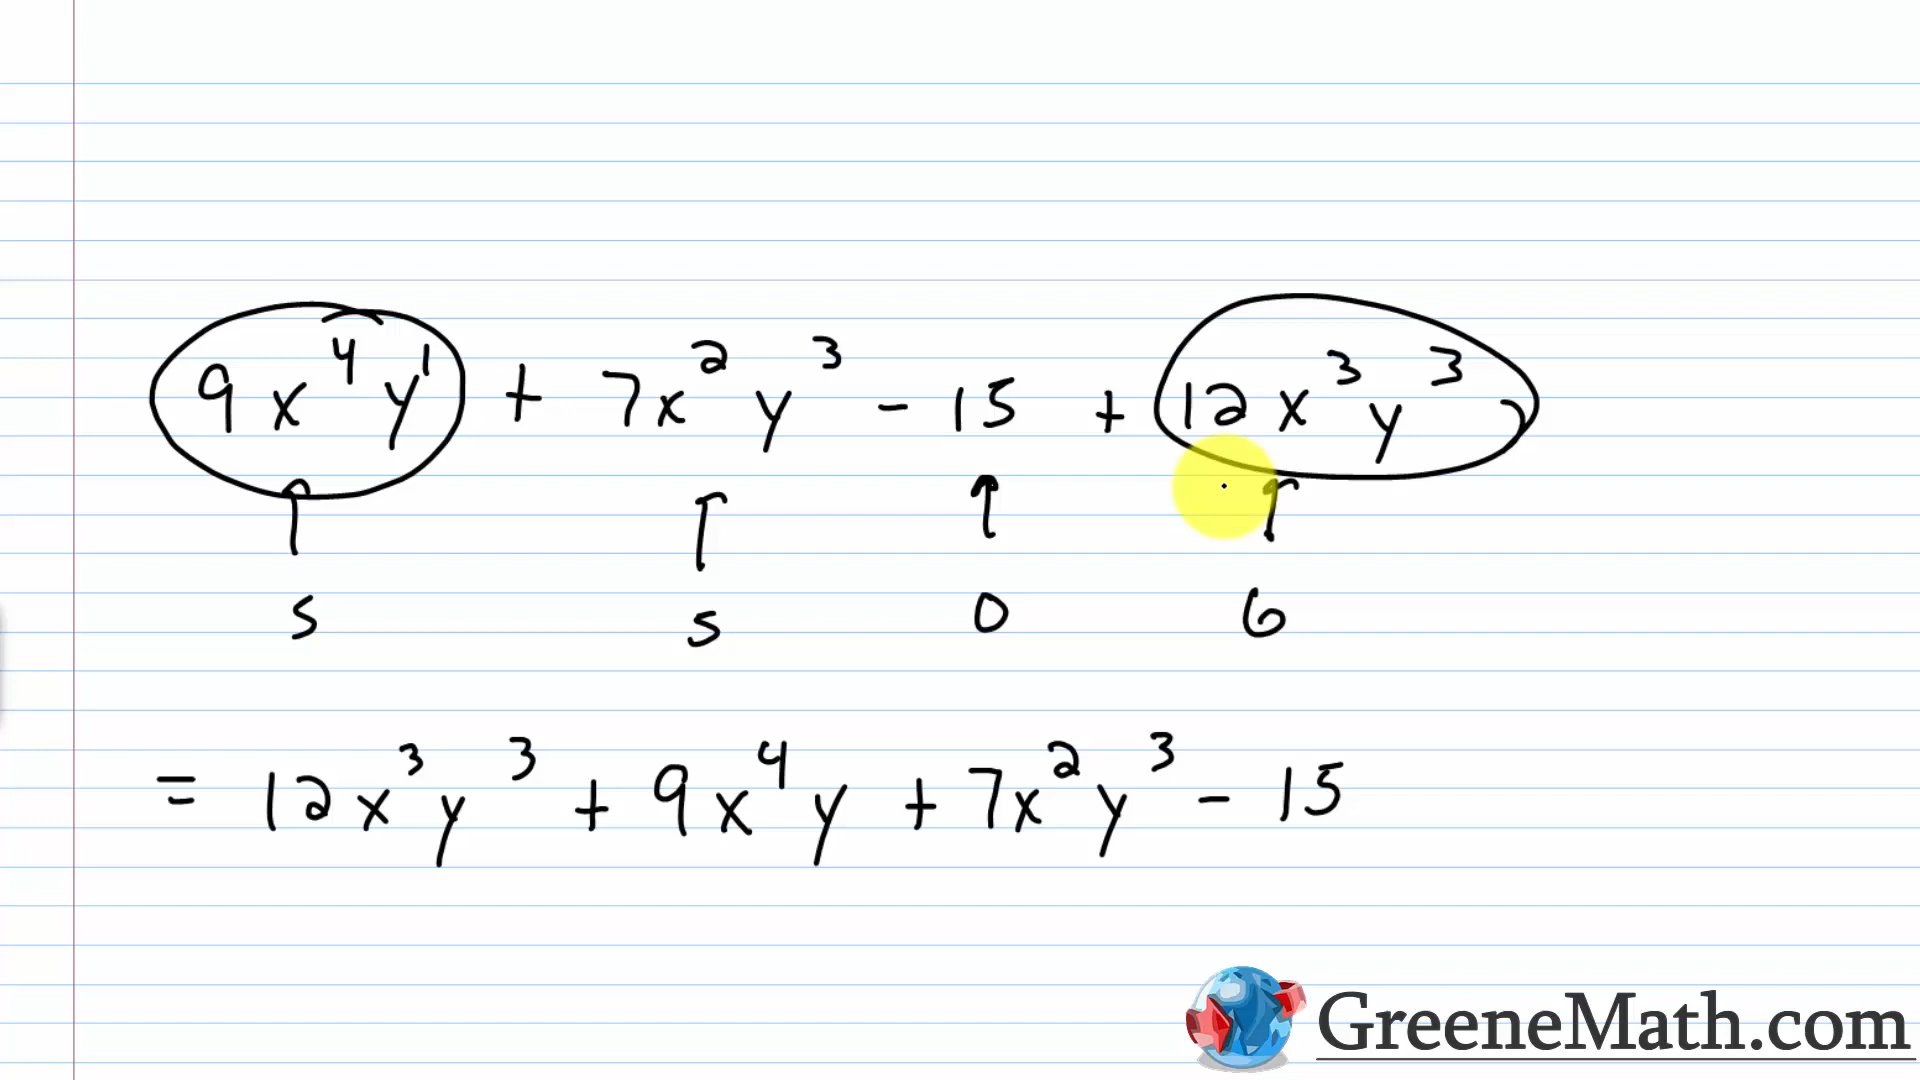 9x⁴y¹ + 7x²y³ - 15 + 12x³y³
5 5 0 6
= 12x³y³ + 9x⁴y + 7x²y³ - 15
GreeneMath.com